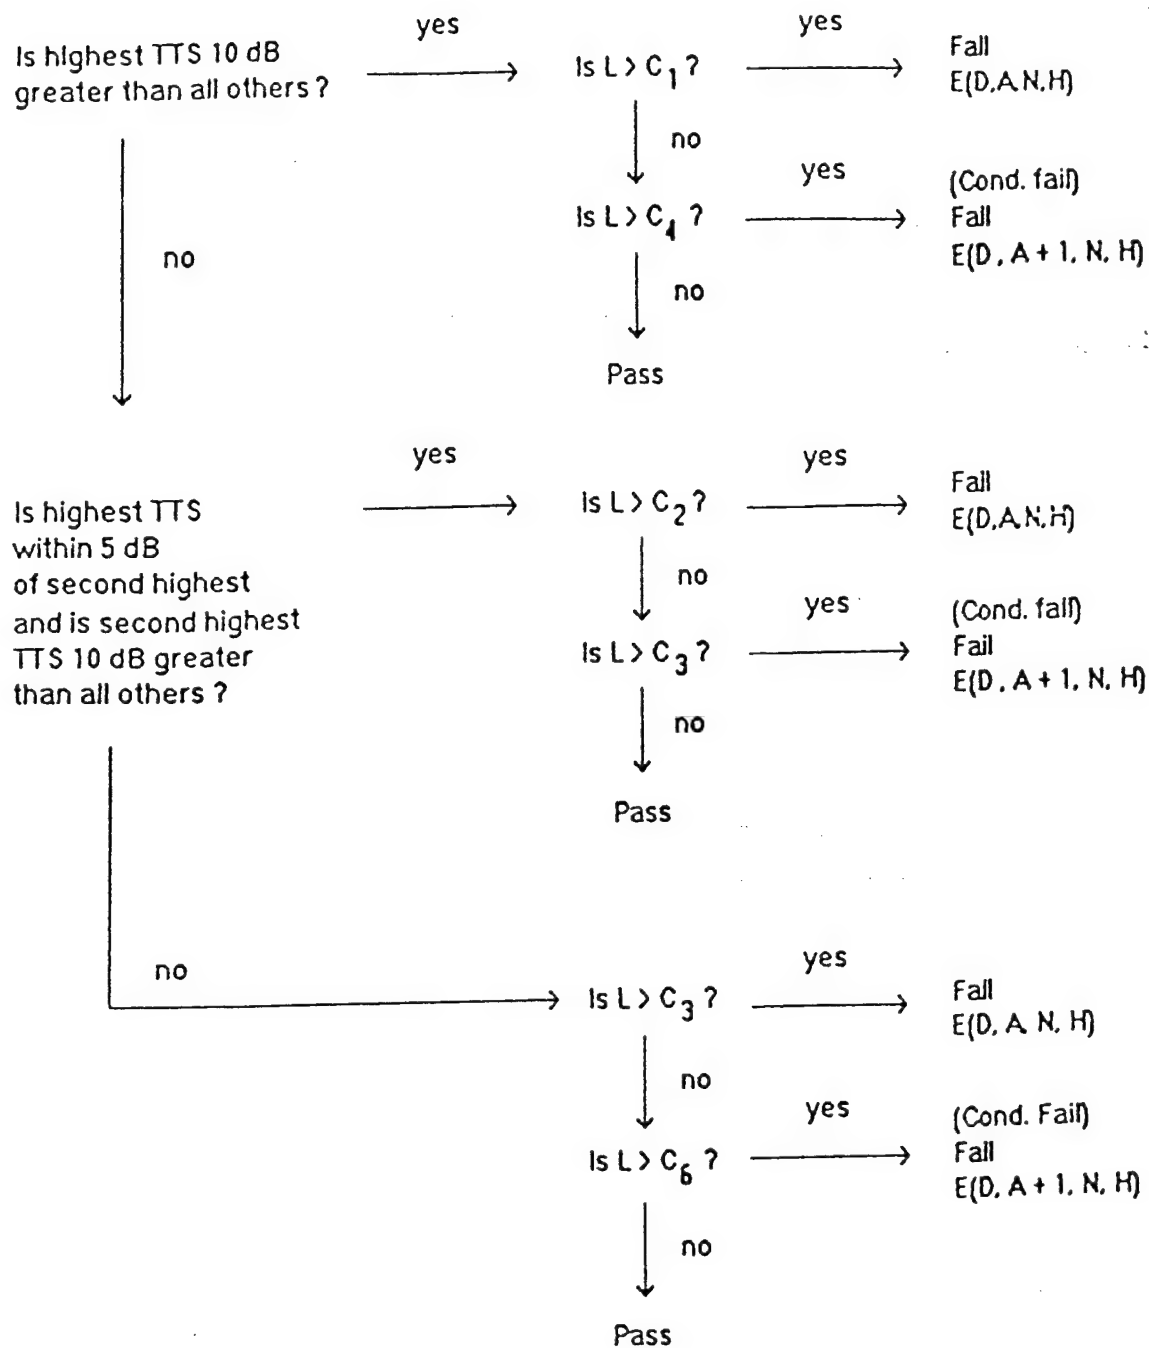 yes
yes
Is highest TTS 10 dB
greater than all others ?
Is L > C1 ?
Fail
E(D,A,N,H)
no
yes
(Cond. fail)
Is L > C4 ?
Fail
no
E(D, A + 1, N, H)
no
Pass
yes
yes
Fail
Is highest TTS
Is L > C2 ?
E(D,A,N,H)
within 5 dB
of second highest
no
yes
(Cond. fail)
and is second highest
TTS 10 dB greater
Is L > C3 ?
Fail
than all others ?
E(D, A + 1, N, H)
no
Pass
no
yes
Is L > C3 ?
Fail
E(D, A, N, H)
no
yes
(Cond. Fail)
Is L > C6 ?
Fail
E(D, A + 1, N, H)
no
Pass